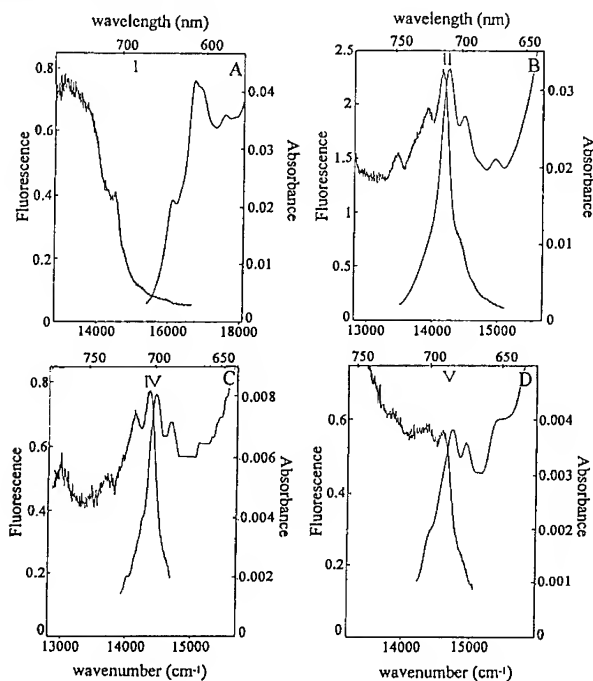 wavelength (nm)
700 600
I A
0.8
0.6
0.4
0.2
0
Fluorescence
0.04
0.03
0.02
0.01
0
Absorbance
14000 16000 18000
wavelength (nm)
750 700 650
II B
2.5
2
1.5
1
0.5
0
Fluorescence
0.03
0.02
0.01
0
Absorbance
13000 14000 15000
750 700 650
IV C
0.8
0.6
0.4
0.2
0
Fluorescence
0.008
0.006
0.004
0.002
0
Absorbance
13000 14000 15000
wavenumber (cm-1)
750 700 650
V D
0.8
0.6
0.4
0.2
0
Fluorescence
0.004
0.003
0.002
0.001
0
Absorbance
14000 15000
wavenumber (cm-1)